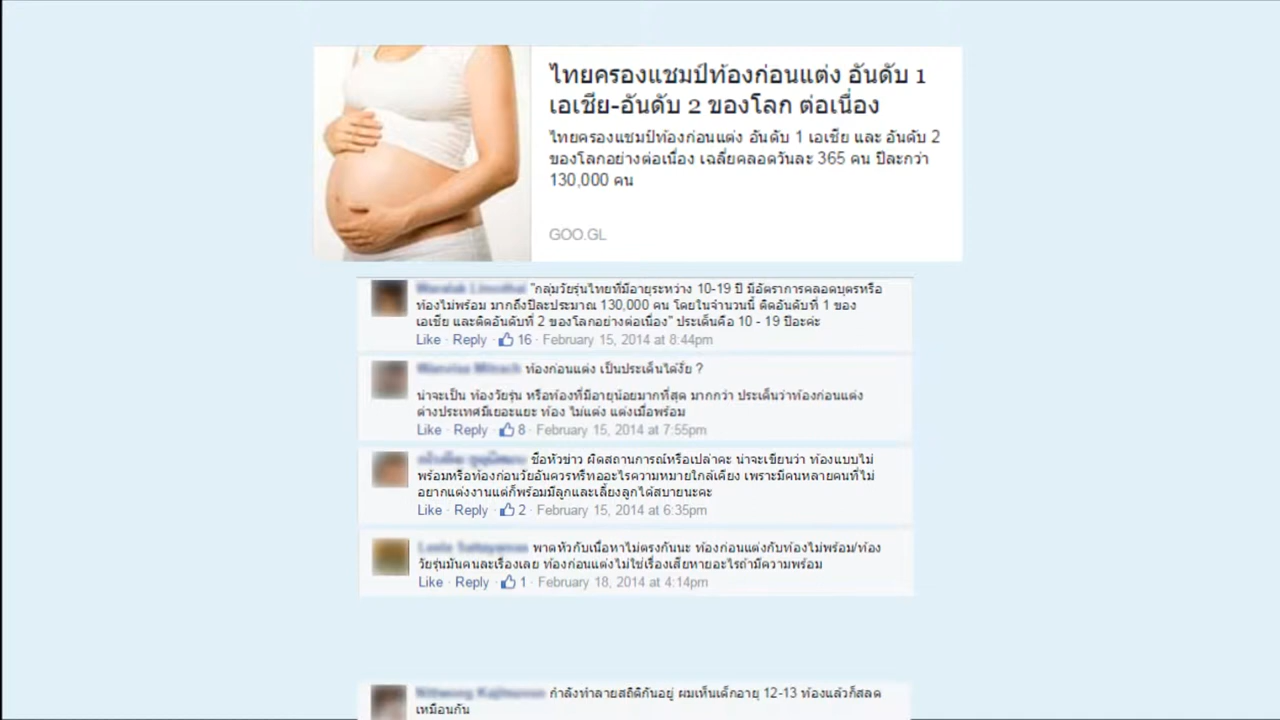 ไทยครองแชมป์ท้องก่อนแต่ง อันดับ 1
เอเชีย-อันดับ 2 ของโลก ต่อเนื่อง
ไทยครองแชมป์ท้องก่อนแต่ง อันดับ 1 เอเชีย และ อันดับ 2
ของโลกอย่างต่อเนื่อง เฉลี่ยคลอดวันละ 365 คน ปีละกว่า
130,000 คน
GOO.GL
"กลุ่มวัยรุ่นไทยที่มีอายุระหว่าง 10-19 ปี มีอัตราการคลอดบุตรหรือ
ท้องไม่พร้อม มากถึงปีละประมาณ 130,000 คน โดยในจำนวนนี้ ติดอันดับที่ 1 ของ
เอเชีย และติดอันดับที่ 2 ของโลกอย่างต่อเนื่อง" ประเด็นคือ 10 - 19 ปีอะค่ะ
Like · Reply · 16 · February 15, 2014 at 8:44pm
ท้องก่อนแต่ง เป็นประเด็นได้งั้ย ?
น่าจะเป็น ท้องวัยรุ่น หรือท้องที่มีอายุน้อยมากที่สุด มากกว่า ประเด็นว่าท้องก่อนแต่ง
ต่างประเทศมีเยอะแยะ ท้อง ไม่แต่ง แต่งเมื่อพร้อม
Like · Reply · 8 · February 15, 2014 at 7:55pm
ชื่อหัวข่าว ผิดสถานการณ์หรือเปล่าคะ น่าจะเขียนว่า ท้องแบบไม่
พร้อมหรือท้องก่อนวัยอันควรหรืททออะไรความหมายใกล้เคียง เพราะมีคนหลายคนที่ไม่
อยากแต่งงานแต่ก็พร้อมมีลูกและเลี้ยงลูกได้สบายนะคะ
Like · Reply · 2 · February 15, 2014 at 6:35pm
พาดหัวกับเนื้อหาไม่ตรงกันนะ ท้องก่อนแต่งกับท้องไม่พร้อม/ท้อง
วัยรุ่นมันคนละเรื่องเลย ท้องก่อนแต่งไม่ใช่เรื่องเสียหายอะไรถ้ามีความพร้อม
Like · Reply · 1 · February 18, 2014 at 4:14pm
กำลังทำลายสถิติกันอยู่ ผมเห็นเด็กอายุ 12-13 ท้องแล้วก็สลด
เหมือนกัน